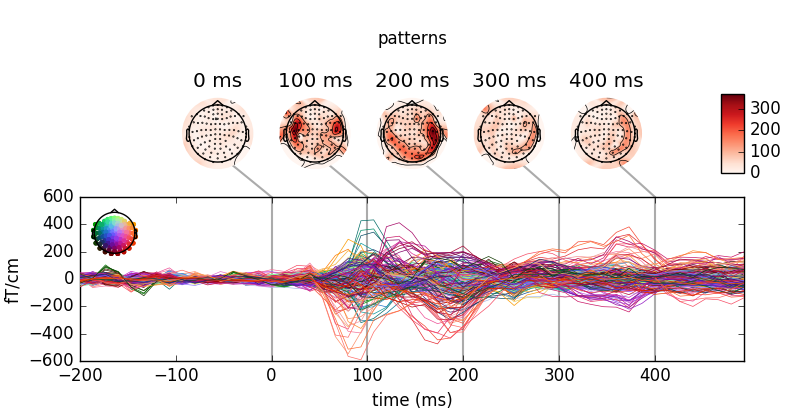 patterns
0 ms 100 ms 200 ms 300 ms 400 ms
300
200
100
0
600
400
200
0
−200
−400
−600
fT/cm
−200 −100 0 100 200 300 400
time (ms)